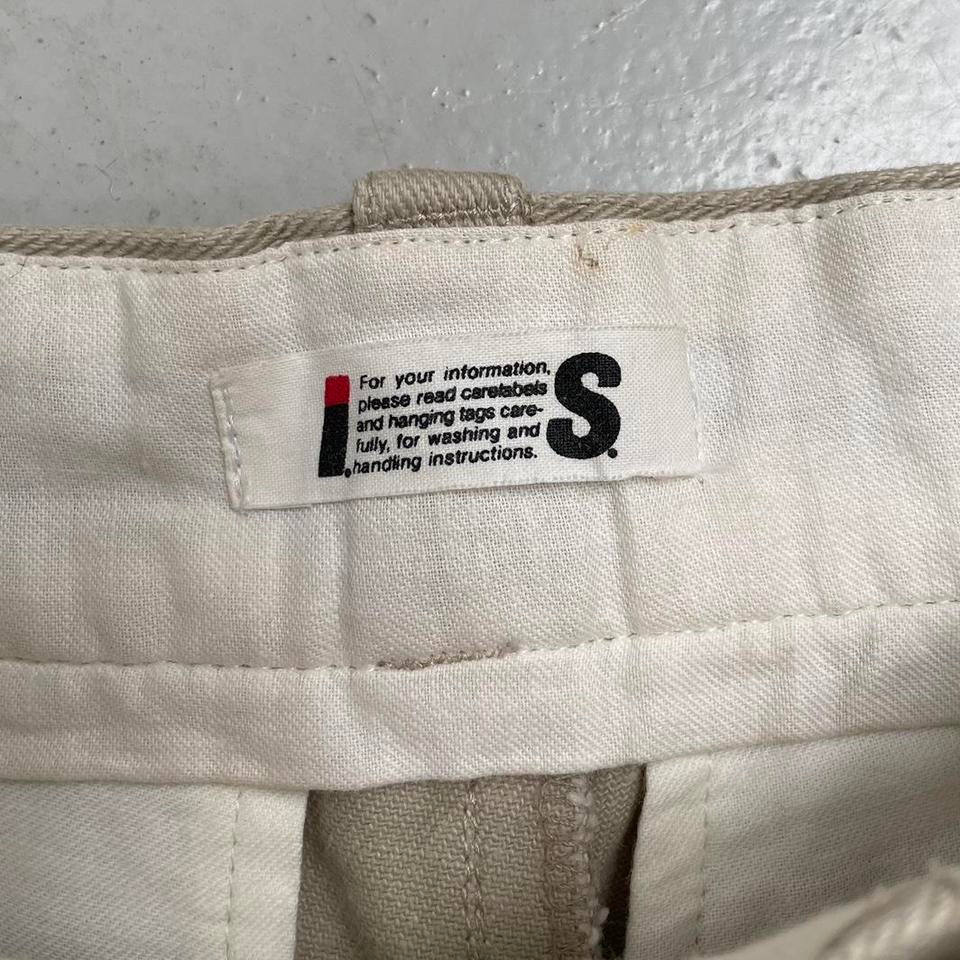 I. S.
For your information,
please read carelabels
and hanging tags care-
fully, for washing and
handling instructions.